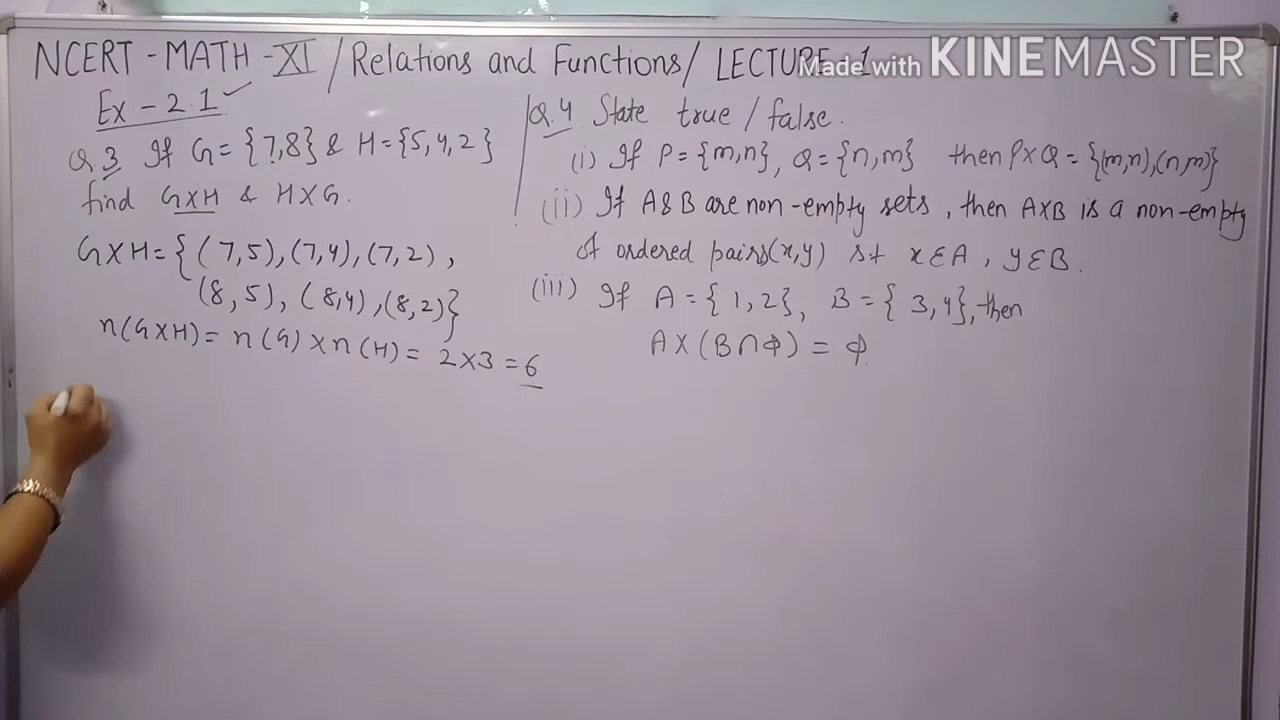 NCERT - MATH - XI / Relations and Functions / LECTURE - 1
Made with KINEMASTER
Ex - 2.1
Q.3 If G = {7,8} & H = {5,4,2}
find G×H & H×G.
G×H = {(7,5),(7,4),(7,2),
(8,5),(8,4),(8,2)}
n(G×H) = n(G) × n(H) = 2×3 = 6
Q.4 State true / false.
(i) If P = {m,n}, Q = {n,m} then P×Q = {(m,n),(n,m)}
(ii) If A & B are non-empty sets, then A×B is a non-empty
of ordered pairs(x,y) s.t x∈A, y∈B.
(iii) If A = {1,2}, B = {3,4}, then
A×(B∩Φ) = Φ.